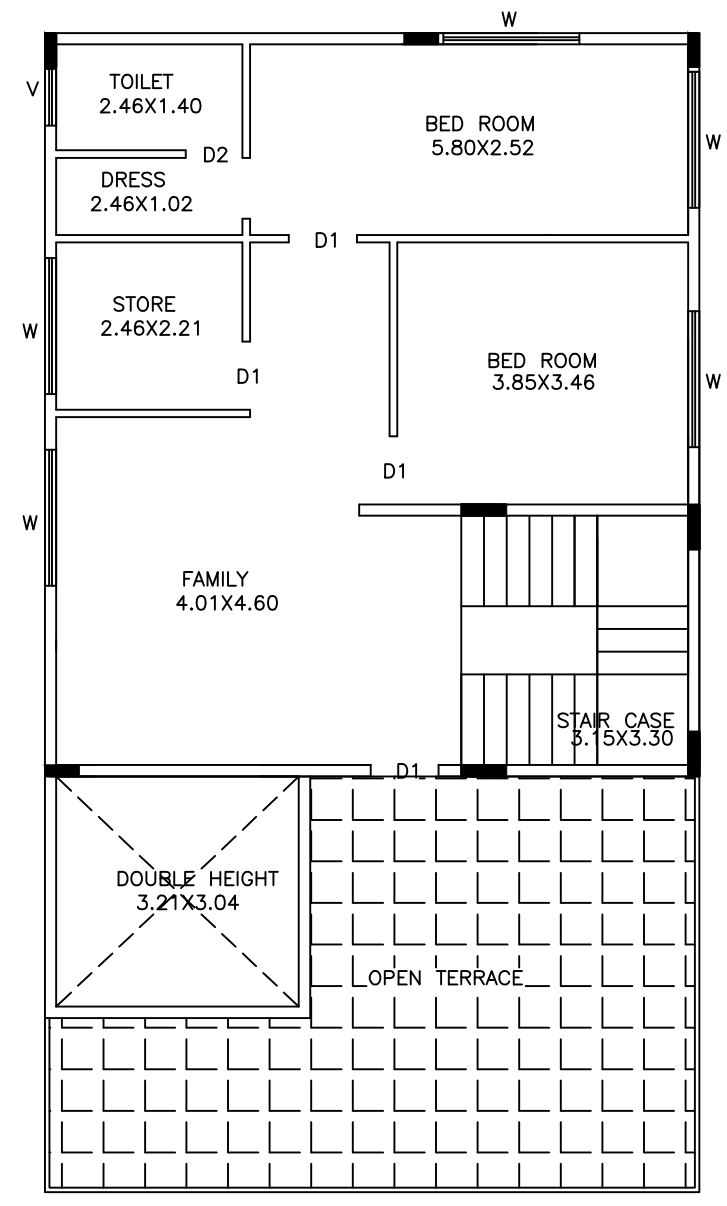 W
TOILET
2.46X1.40
V
BED ROOM
5.80X2.52
W
D2
DRESS
2.46X1.02
D1
STORE
2.46X2.21
W
D1
BED ROOM
3.85X3.46
W
D1
W
FAMILY
4.01X4.60
STAIR CASE
3.15X3.30
D1
DOUBLE HEIGHT
3.21X3.04
OPEN TERRACE